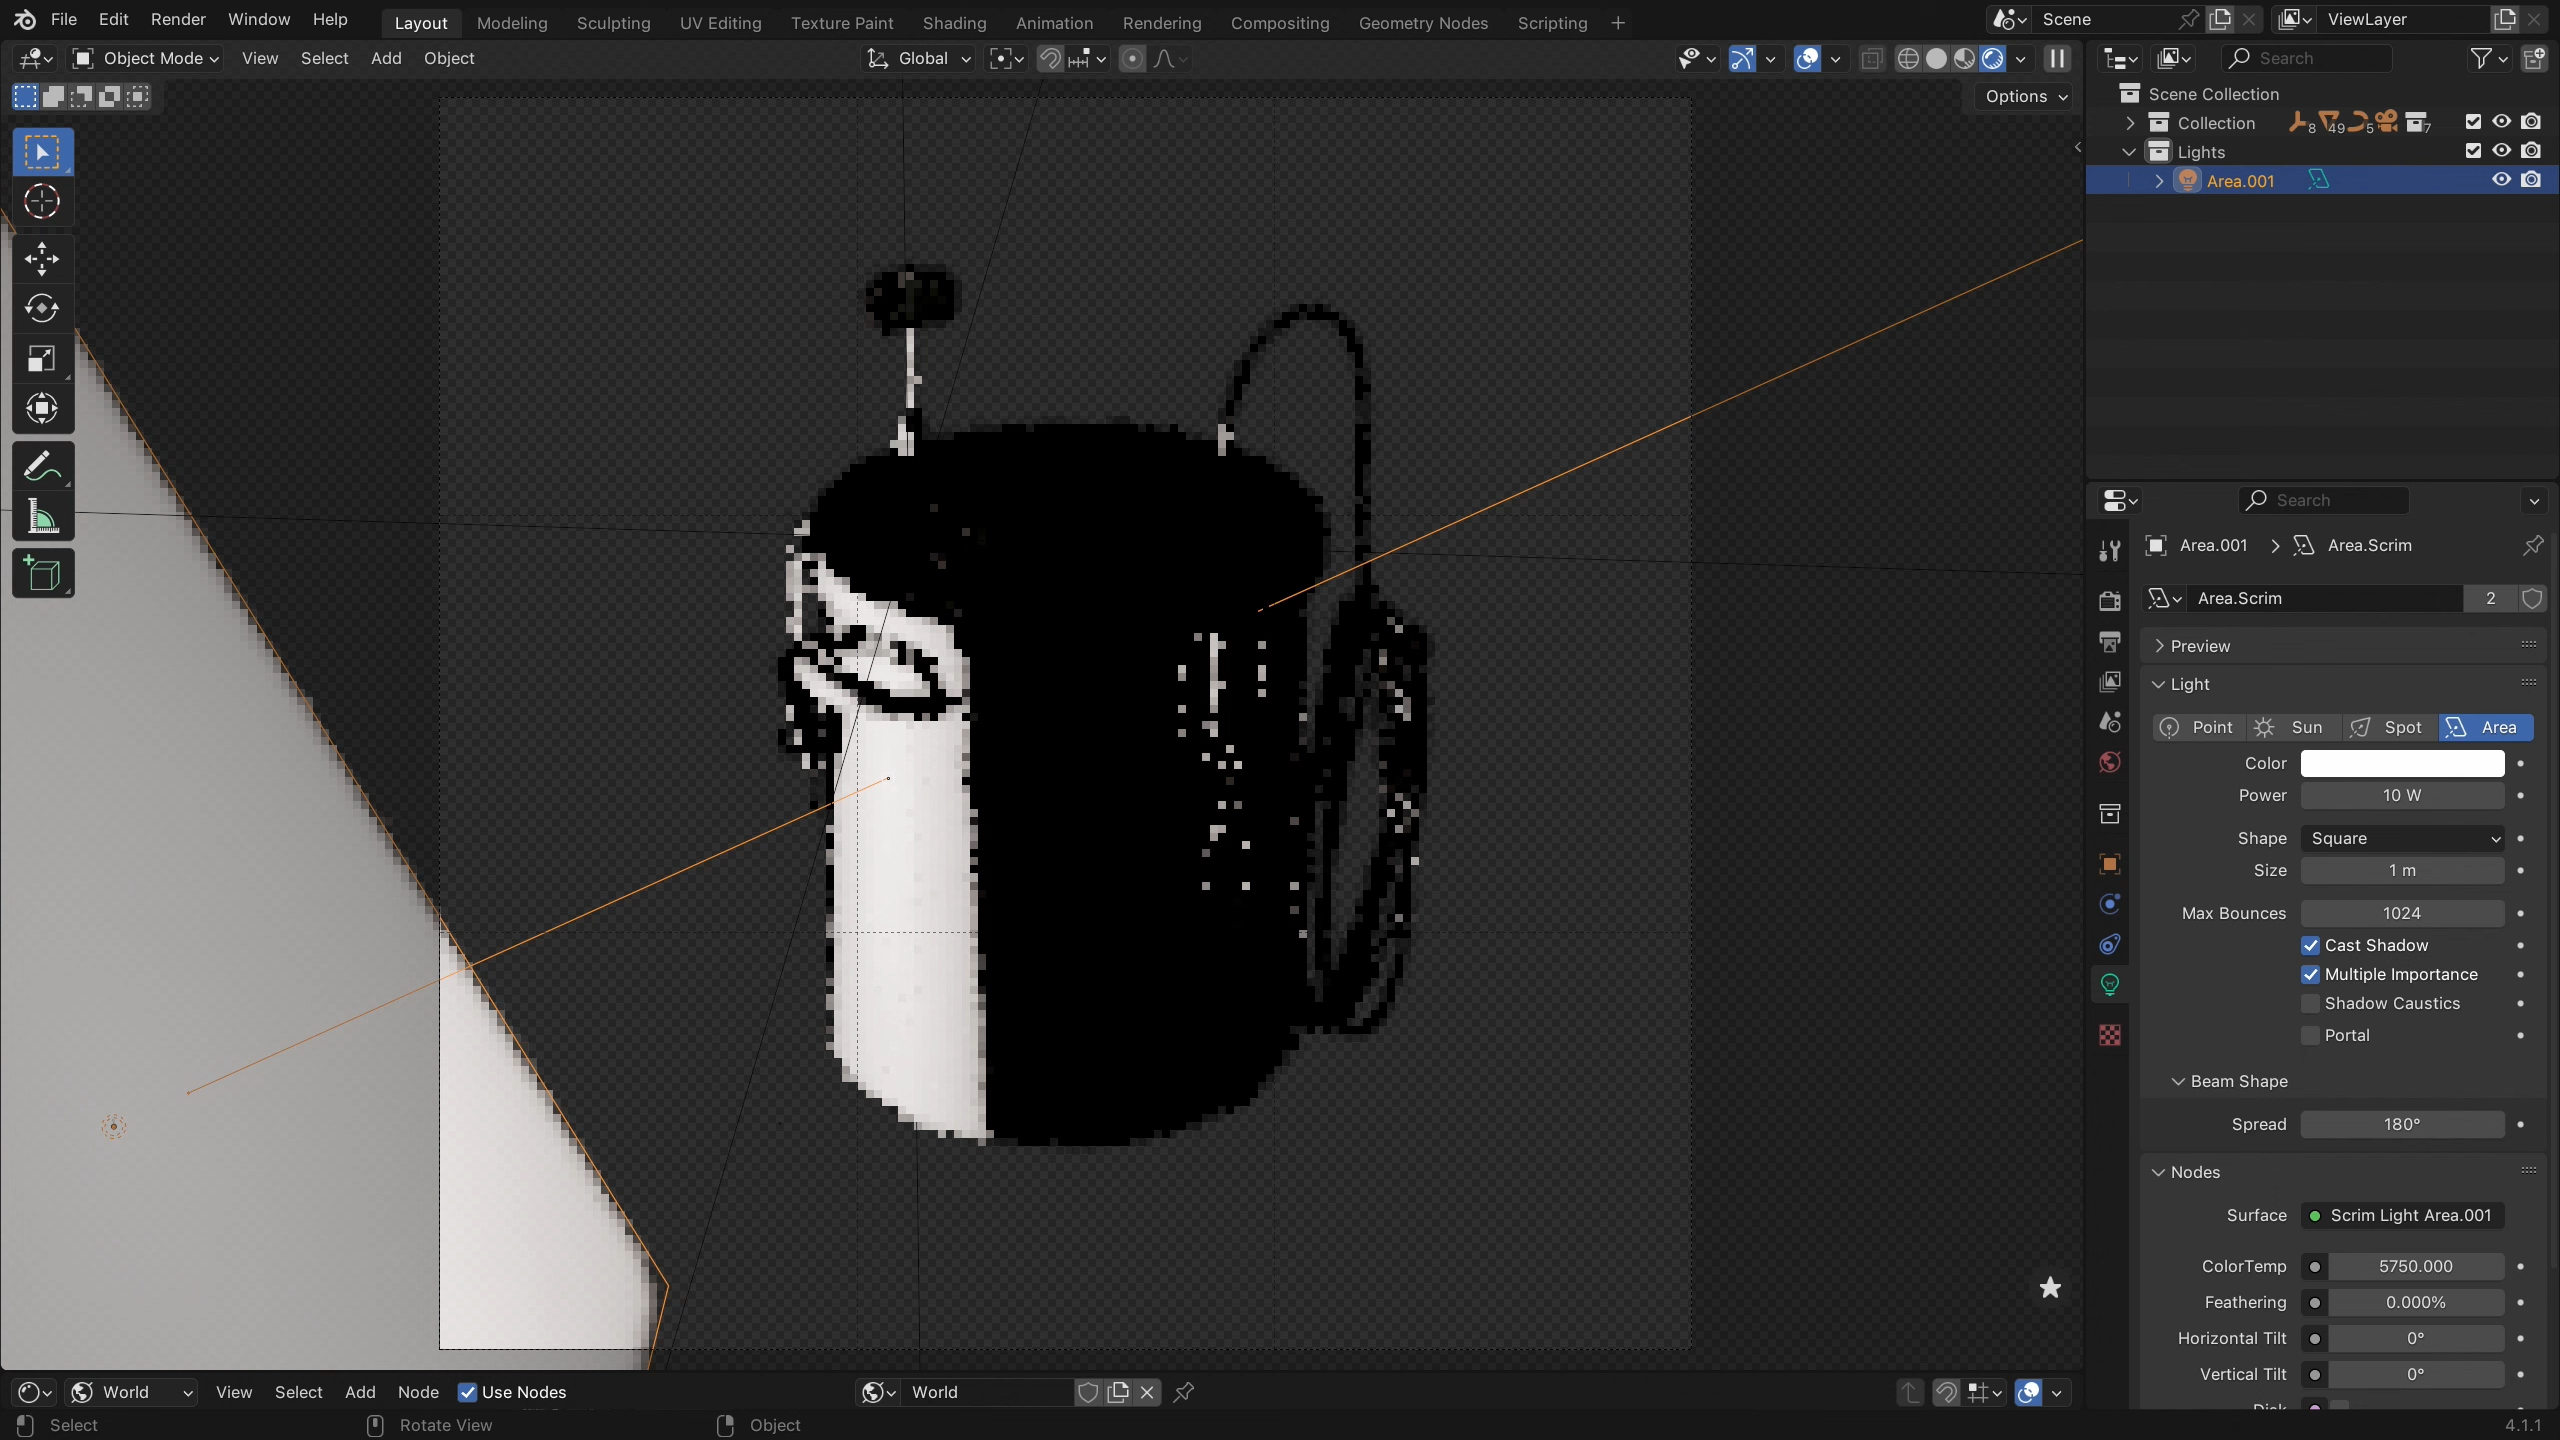 File Edit Render Window Help Layout Modeling Sculpting UV Editing Texture Paint Shading Animation Rendering Compositing Geometry Nodes Scripting + Scene ViewLayer
Object Mode View Select Add Object Global Search
Options
Scene Collection
Collection 8 49 5 7
Lights
Area.001
Search
Area.001 > Area.Scrim
Area.Scrim 2
Preview
Light
Point Sun Spot Area
Color
Power 10 W
Shape Square
Size 1 m
Max Bounces 1024
Cast Shadow
Multiple Importance
Shadow Caustics
Portal
Beam Shape
Spread 180°
Nodes
Surface Scrim Light Area.001
ColorTemp 5750.000
Feathering 0.000%
Horizontal Tilt 0°
Vertical Tilt 0°
Disk
World View Select Add Node Use Nodes World
Select Rotate View Object 4.1.1